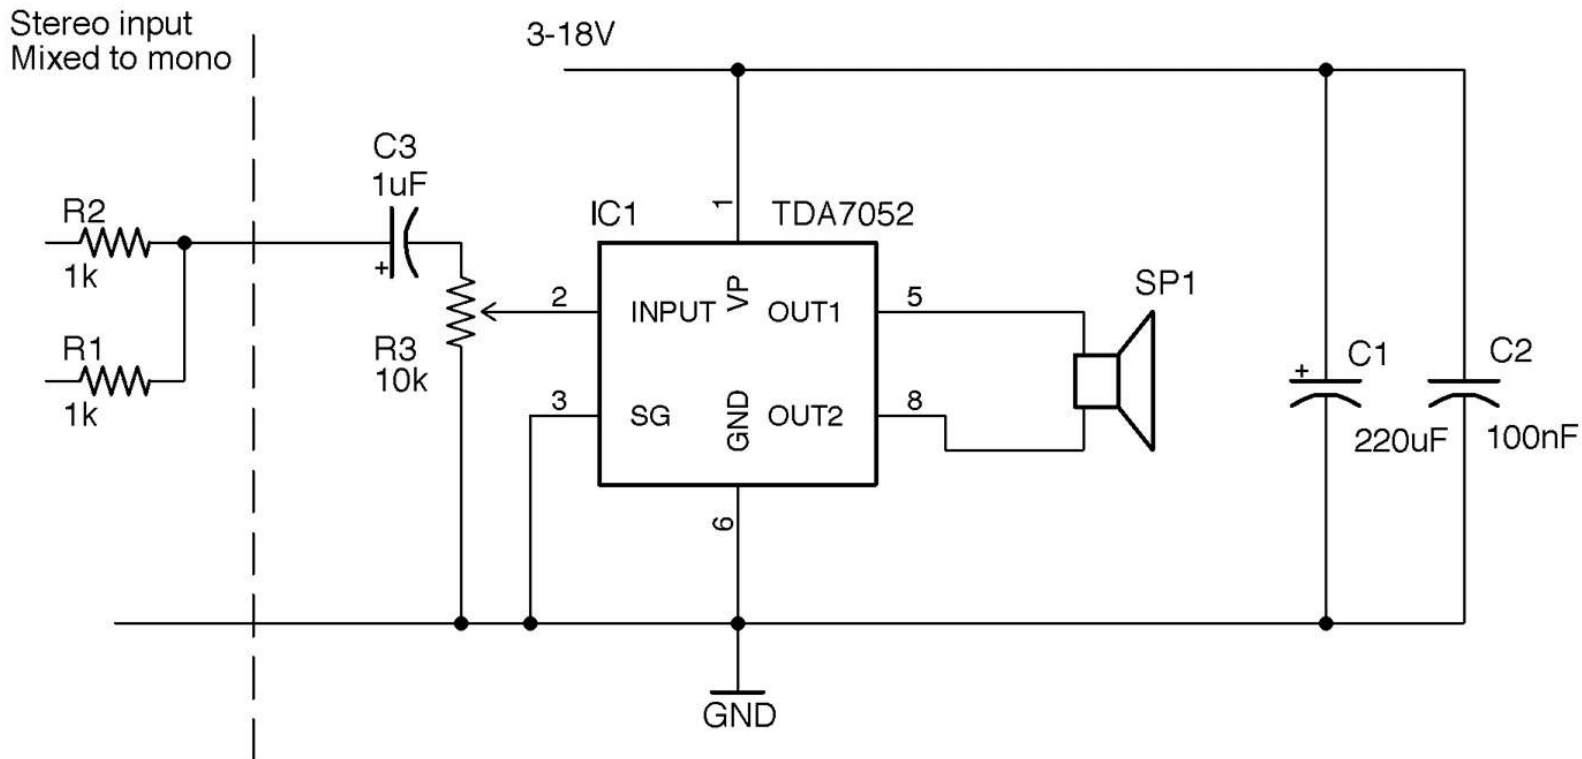 Stereo input
Mixed to mono
3-18V
C3
1uF
R2
1k
R1
1k
R3
10k
IC1
TDA7052
1
2
3
5
8
6
INPUT
VP
OUT1
SG
GND
OUT2
SP1
+
+
C1
220uF
C2
100nF
GND